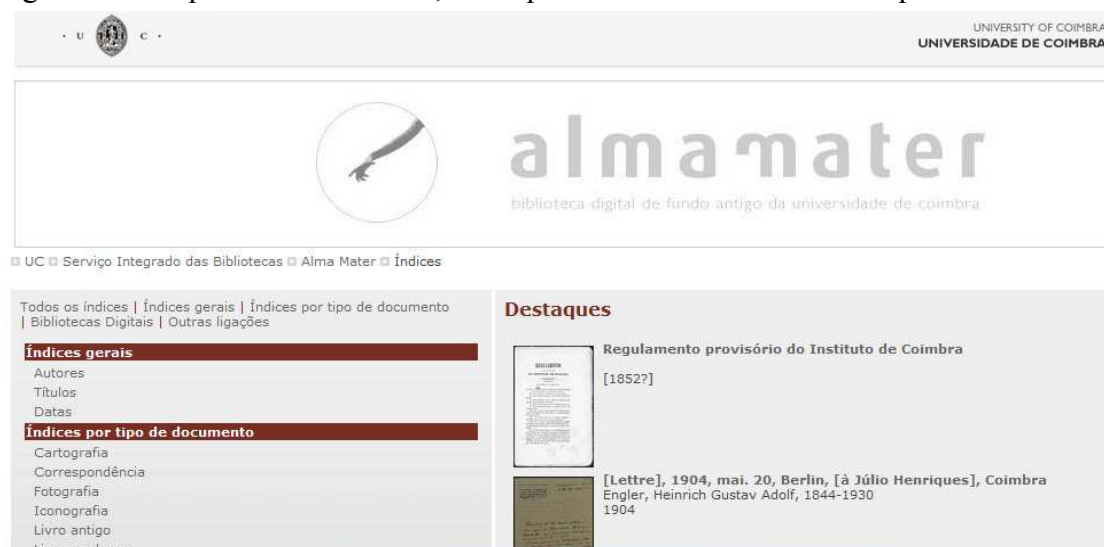 · U C ·
UNIVERSITY OF COIMBRA
UNIVERSIDADE DE COIMBRA
almamater
biblioteca digital de fundo antigo da universidade de coimbra
UC Serviço Integrado das Bibliotecas Alma Mater Índices
Todos os índices | Índices gerais | Índices por tipo de documento
| Bibliotecas Digitais | Outras ligações
Índices gerais
Autores
Títulos
Datas
Índices por tipo de documento
Cartografia
Correspondência
Fotografia
Iconografia
Livro antigo
Destaques
Regulamento provisório do Instituto de Coimbra
[1852?]
[Lettre], 1904, mai. 20, Berlin, [à Júlio Henriques], Coimbra
Engler, Heinrich Gustav Adolf, 1844-1930
1904